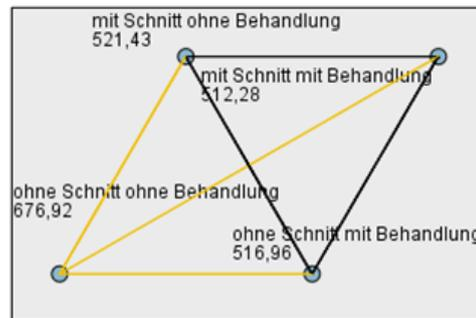 mit Schnitt ohne Behandlung
521,43
mit Schnitt mit Behandlung
512,28
ohne Schnitt ohne Behandlung
676,92
ohne Schnitt mit Behandlung
516,96